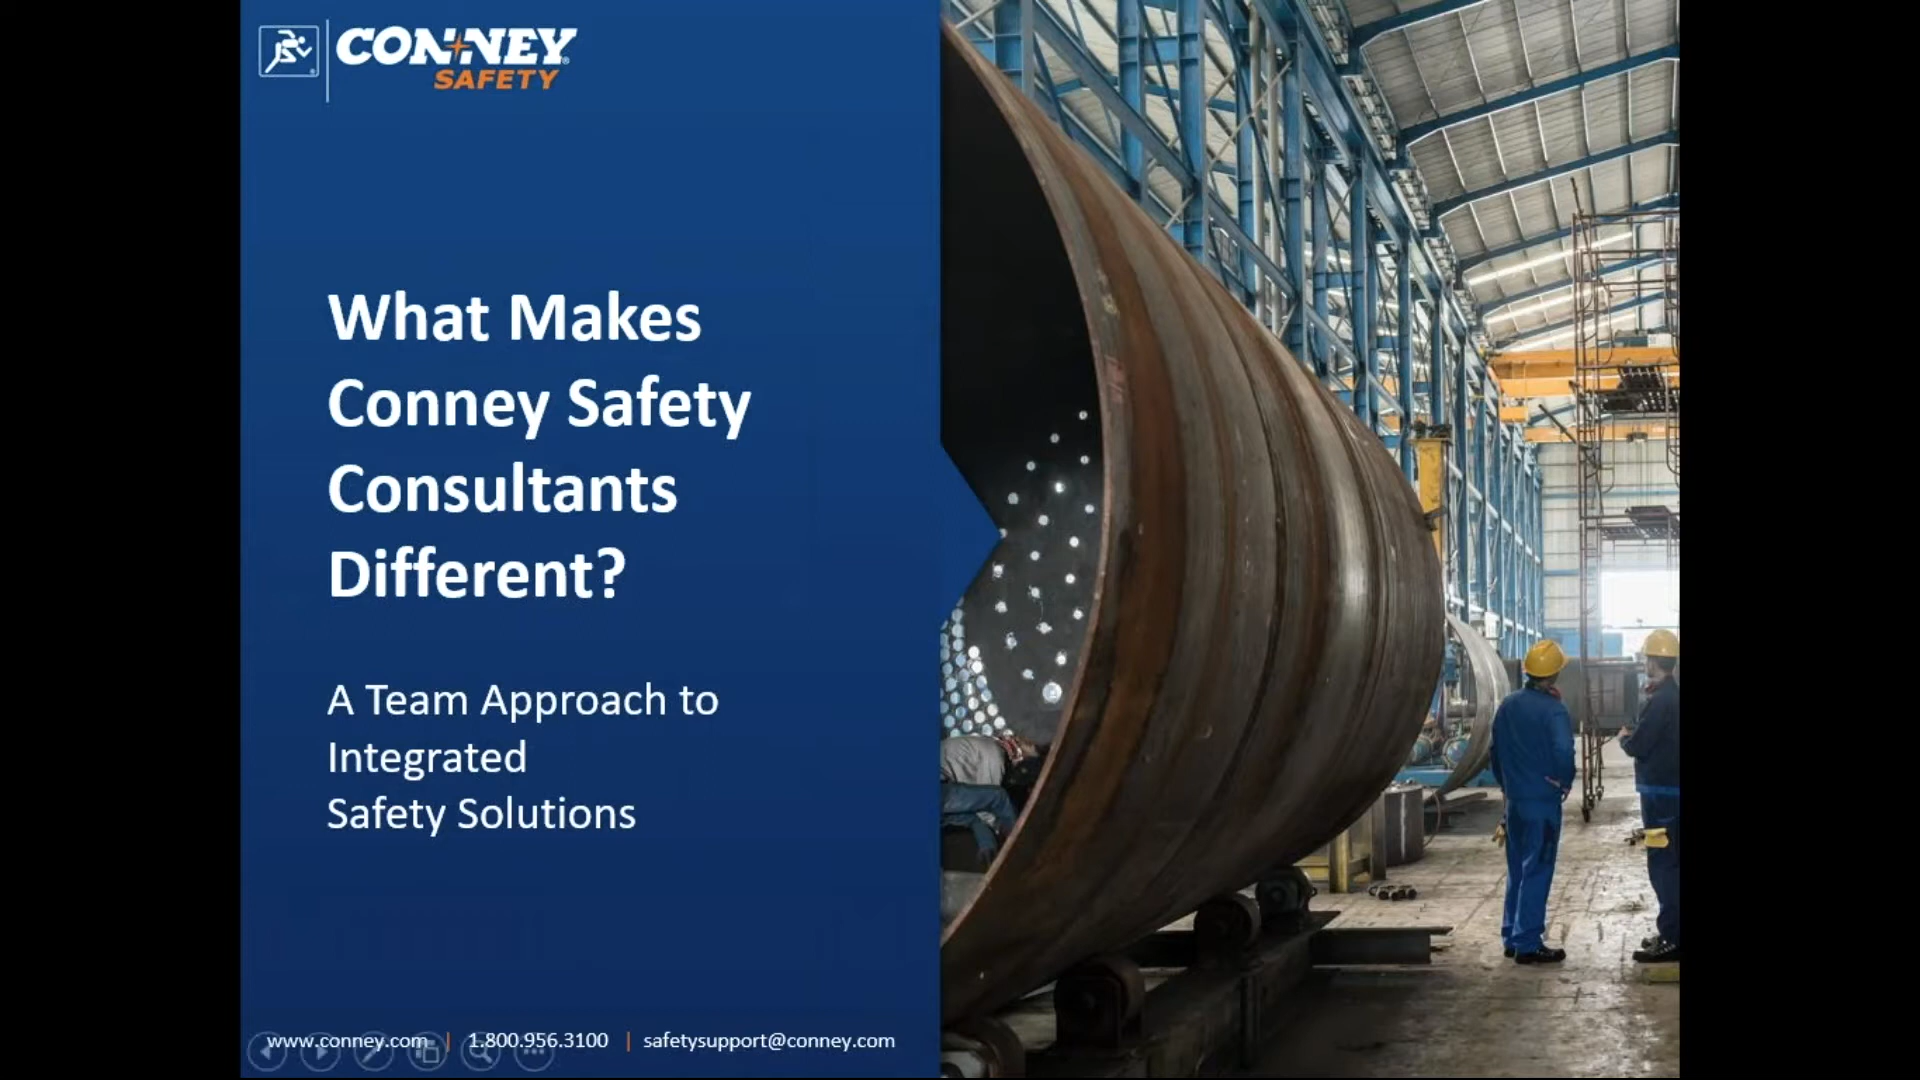 CONNEY
SAFETY
What Makes
Conney Safety
Consultants
Different?
A Team Approach to
Integrated
Safety Solutions
www.conney.com | 1.800.956.3100 | safetysupport@conney.com